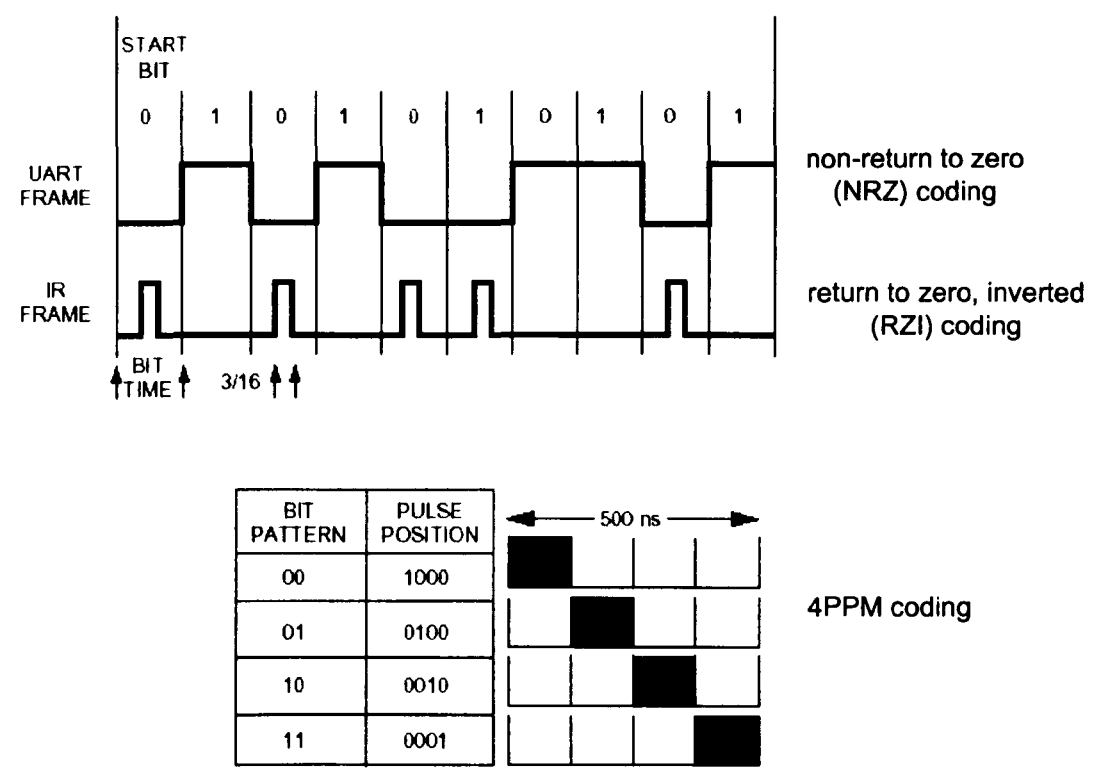 START
BIT
0 1 0 1 0 1 0 1 0 1
UART
FRAME
non-return to zero
(NRZ) coding
IR
FRAME
return to zero, inverted
(RZI) coding
BIT
TIME
3/16
BIT
PATTERN
PULSE
POSITION
500 ns
00 1000
01 0100
4PPM coding
10 0010
11 0001